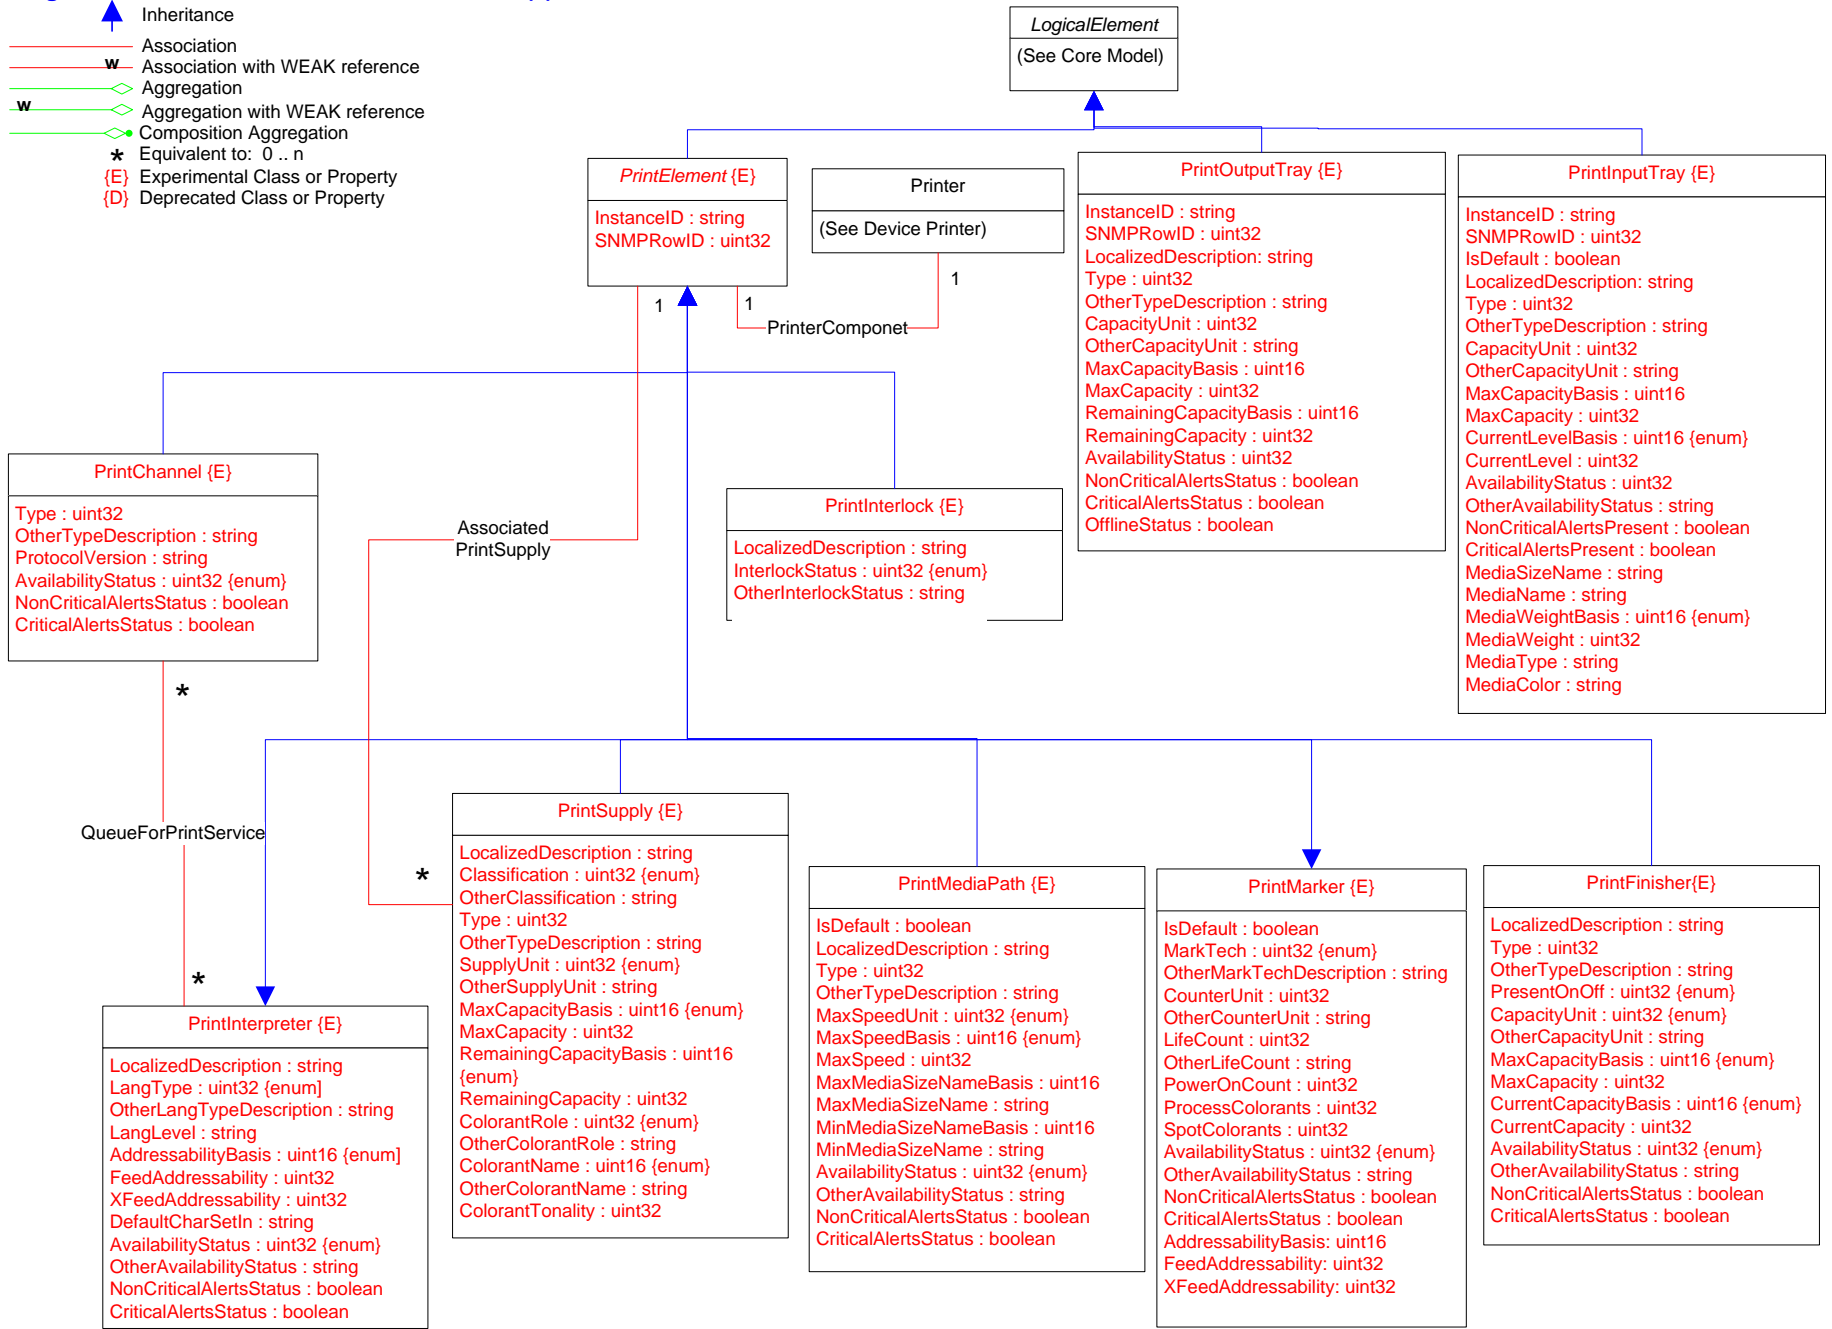 Inheritance
Association
w Association with WEAK reference
Aggregation
w Aggregation with WEAK reference
Composition Aggregation
* Equivalent to: 0 .. n
{E} Experimental Class or Property
{D} Deprecated Class or Property
LogicalElement
(See Core Model)
PrintElement {E}
InstanceID : string
SNMPRowID : uint32
Printer
(See Device Printer)
1
1
1
PrinterComponet
PrintOutputTray {E}
InstanceID : string
SNMPRowID : uint32
LocalizedDescription: string
Type : uint32
OtherTypeDescription : string
CapacityUnit : uint32
OtherCapacityUnit : string
MaxCapacityBasis : uint16
MaxCapacity : uint32
RemainingCapacityBasis : uint16
RemainingCapacity : uint32
AvailabilityStatus : uint32
NonCriticalAlertsStatus : boolean
CriticalAlertsStatus : boolean
OfflineStatus : boolean
PrintInputTray {E}
InstanceID : string
SNMPRowID : uint32
IsDefault : boolean
LocalizedDescription: string
Type : uint32
OtherTypeDescription : string
CapacityUnit : uint32
OtherCapacityUnit : string
MaxCapacityBasis : uint16
MaxCapacity : uint32
CurrentLevelBasis : uint16 {enum}
CurrentLevel : uint32
AvailabilityStatus : uint32
OtherAvailabilityStatus : string
NonCriticalAlertsPresent : boolean
CriticalAlertsPresent : boolean
MediaSizeName : string
MediaName : string
MediaWeightBasis : uint16 {enum}
MediaWeight : uint32
MediaType : string
MediaColor : string
PrintChannel {E}
Type : uint32
OtherTypeDescription : string
ProtocolVersion : string
AvailabilityStatus : uint32 {enum}
NonCriticalAlertsStatus : boolean
CriticalAlertsStatus : boolean
Associated
PrintSupply
PrintInterlock {E}
LocalizedDescription : string
InterlockStatus : uint32 {enum}
OtherInterlockStatus : string
*
QueueForPrintService
*
*
PrintInterpreter {E}
LocalizedDescription : string
LangType : uint32 {enum]
OtherLangTypeDescription : string
LangLevel : string
AddressabilityBasis : uint16 {enum]
FeedAddressability : uint32
XFeedAddressability : uint32
DefaultCharSetIn : string
AvailabilityStatus : uint32 {enum}
OtherAvailabilityStatus : string
NonCriticalAlertsStatus : boolean
CriticalAlertsStatus : boolean
PrintSupply {E}
LocalizedDescription : string
Classification : uint32 {enum}
OtherClassification : string
Type : uint32
OtherTypeDescription : string
SupplyUnit : uint32 {enum}
OtherSupplyUnit : string
MaxCapacityBasis : uint16 {enum}
MaxCapacity : uint32
RemainingCapacityBasis : uint16
{enum}
RemainingCapacity : uint32
ColorantRole : uint32 {enum}
OtherColorantRole : string
ColorantName : uint16 {enum}
OtherColorantName : string
ColorantTonality : uint32
PrintMediaPath {E}
IsDefault : boolean
LocalizedDescription : string
Type : uint32
OtherTypeDescription : string
MaxSpeedUnit : uint32 {enum}
MaxSpeedBasis : uint16 {enum}
MaxSpeed : uint32
MaxMediaSizeNameBasis : uint16
MaxMediaSizeName : string
MinMediaSizeNameBasis : uint16
MinMediaSizeName : string
AvailabilityStatus : uint32 {enum}
OtherAvailabilityStatus : string
NonCriticalAlertsStatus : boolean
CriticalAlertsStatus : boolean
PrintMarker {E}
IsDefault : boolean
MarkTech : uint32 {enum}
OtherMarkTechDescription : string
CounterUnit : uint32
OtherCounterUnit : string
LifeCount : uint32
OtherLifeCount : string
PowerOnCount : uint32
ProcessColorants : uint32
SpotColorants : uint32
AvailabilityStatus : uint32 {enum}
OtherAvailabilityStatus : string
NonCriticalAlertsStatus : boolean
CriticalAlertsStatus : boolean
AddressabilityBasis: uint16
FeedAddressability: uint32
XFeedAddressability: uint32
PrintFinisher{E}
LocalizedDescription : string
Type : uint32
OtherTypeDescription : string
PresentOnOff : uint32 {enum}
CapacityUnit : uint32 {enum}
OtherCapacityUnit : string
MaxCapacityBasis : uint16 {enum}
MaxCapacity : uint32
CurrentCapacityBasis : uint16 {enum}
CurrentCapacity : uint32
AvailabilityStatus : uint32 {enum}
OtherAvailabilityStatus : string
NonCriticalAlertsStatus : boolean
CriticalAlertsStatus : boolean